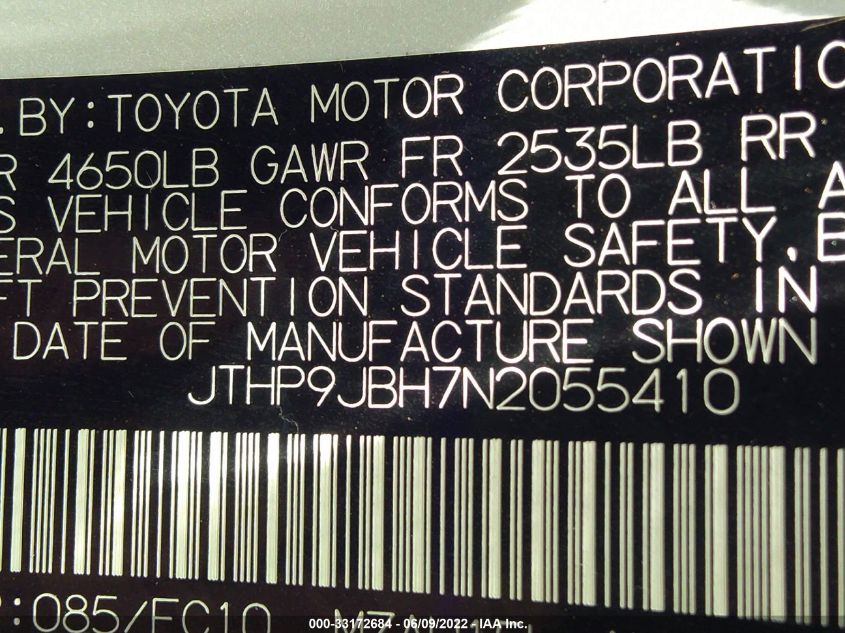 . BY: TOYOTA MOTOR CORPORATIO
R 4650LB GAWR FR 2535LB RR
S VEHICLE CONFORMS TO ALL A
ERAL MOTOR VEHICLE SAFETY, B
FT PREVENTION STANDARDS IN
DATE OF MANUFACTURE SHOWN
JTHP9JBH7N2055410
:085/FC10
000-33172684 - 06/09/2022 - IAA Inc.